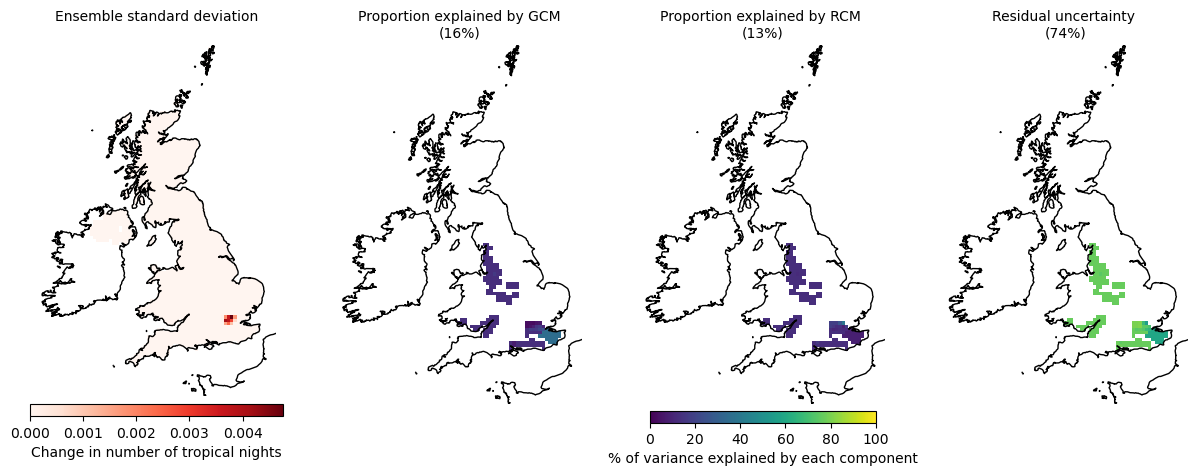 Ensemble standard deviation
Proportion explained by GCM
(16%)
Proportion explained by RCM
(13%)
Residual uncertainty
(74%)
0.000 0.001 0.002 0.003 0.004
Change in number of tropical nights
0 20 40 60 80 100
% of variance explained by each component